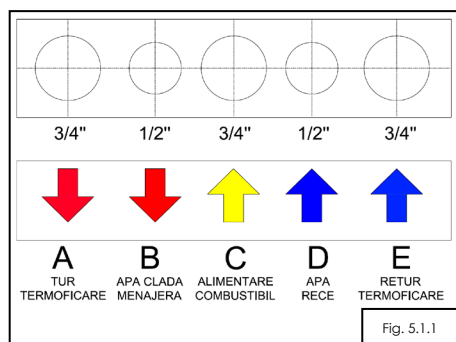 3/4" 1/2" 3/4" 1/2" 3/4"
A B C D E
TUR APA CLADA ALIMENTARE APA RETUR
TERMOFICARE MENAJERA COMBUSTIBIL RECE TERMOFICARE
Fig. 5.1.1